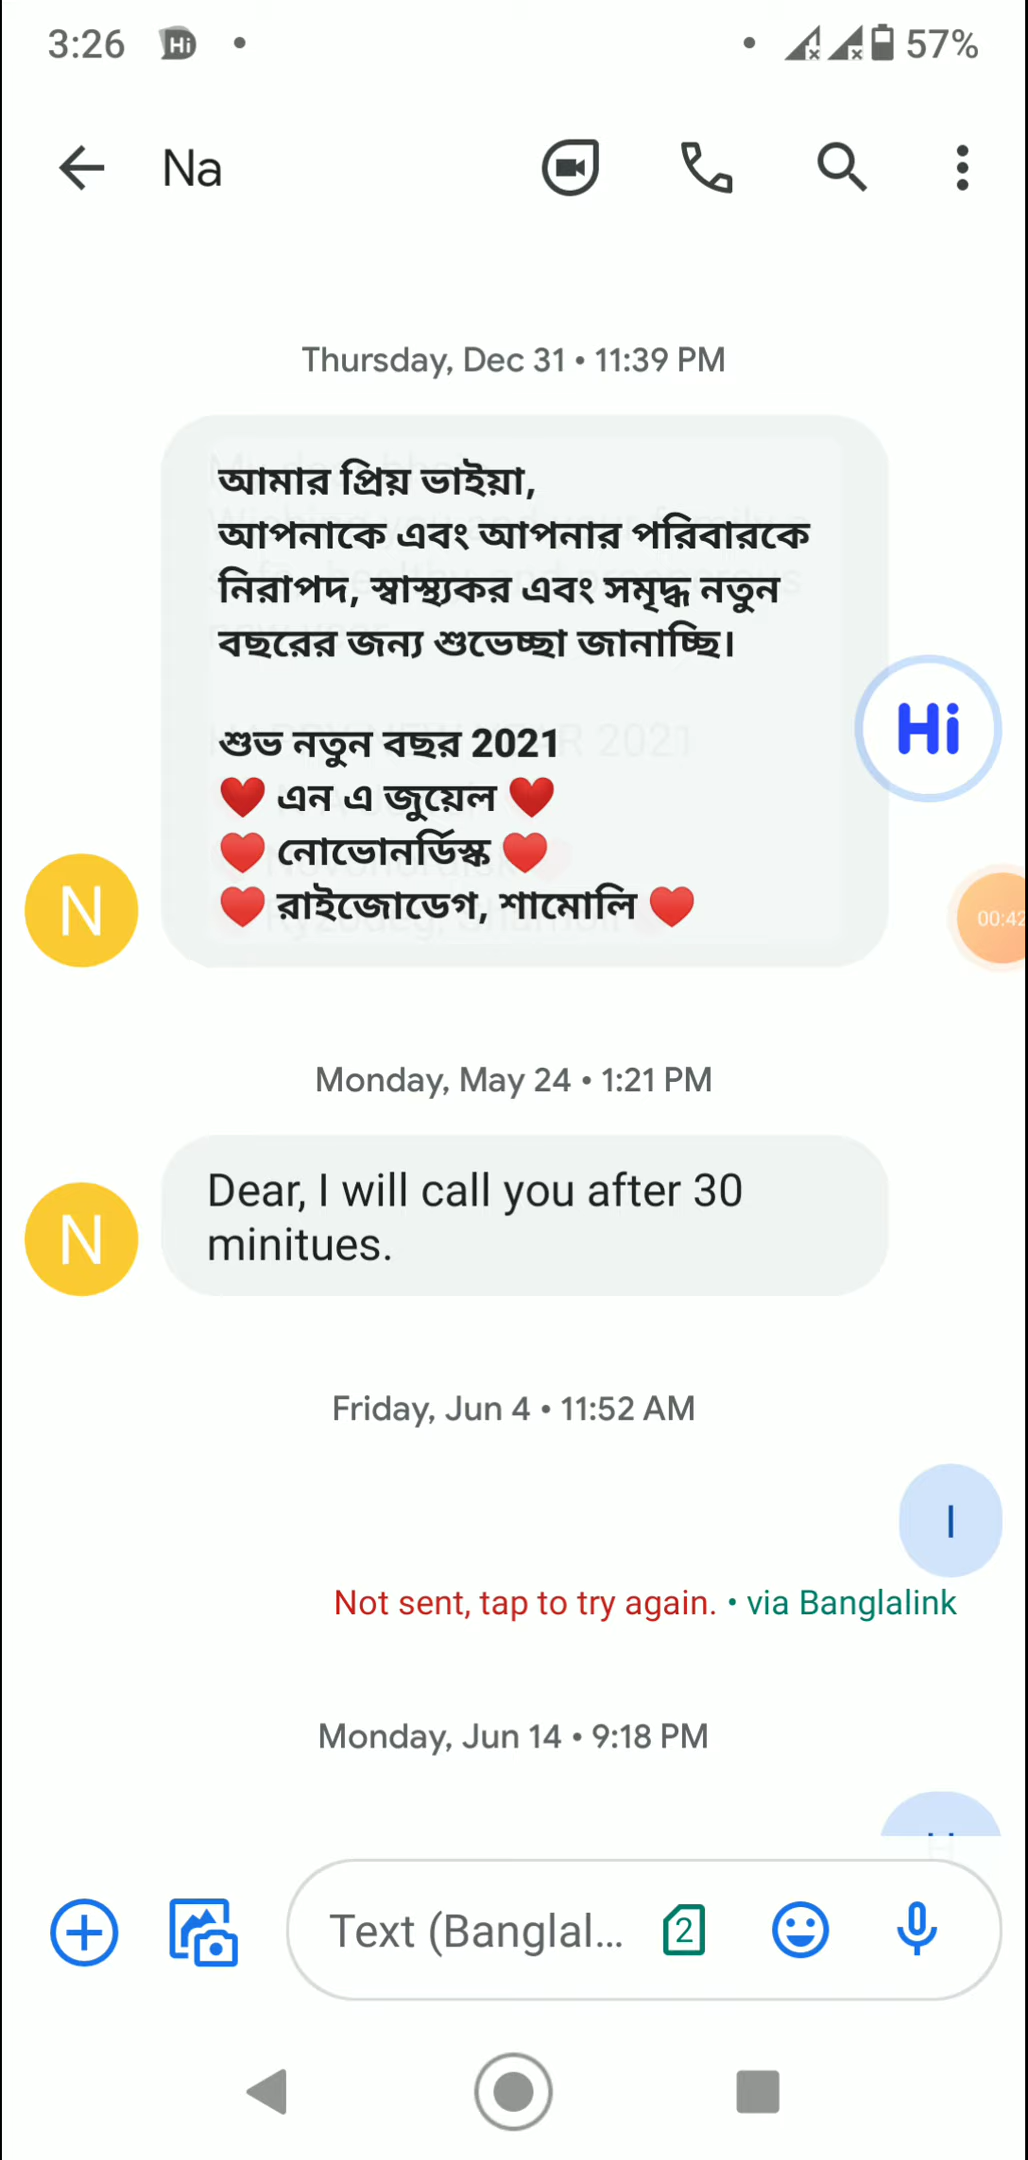 3:26 Hi 57%
Na
Thursday, Dec 31 • 11:39 PM
আমার প্রিয় ভাইয়া,
আপনাকে এবং আপনার পরিবারকে
নিরাপদ, স্বাস্থ্যকর এবং সমৃদ্ধ নতুন
বছরের জন্য শুভেচ্ছা জানাচ্ছি।
শুভ নতুন বছর 2021
❤️ এন এ জুয়েল ❤️
♥️ নোভোনর্ডিস্ক ♥️
♥️ রাইজোডেগ, শামোলি ♥️
Hi
N
00:42
Monday, May 24 • 1:21 PM
Dear, I will call you after 30
minitues.
N
Friday, Jun 4 • 11:52 AM
I
Not sent, tap to try again. • via Banglalink
Monday, Jun 14 • 9:18 PM
Text (Banglal... 2